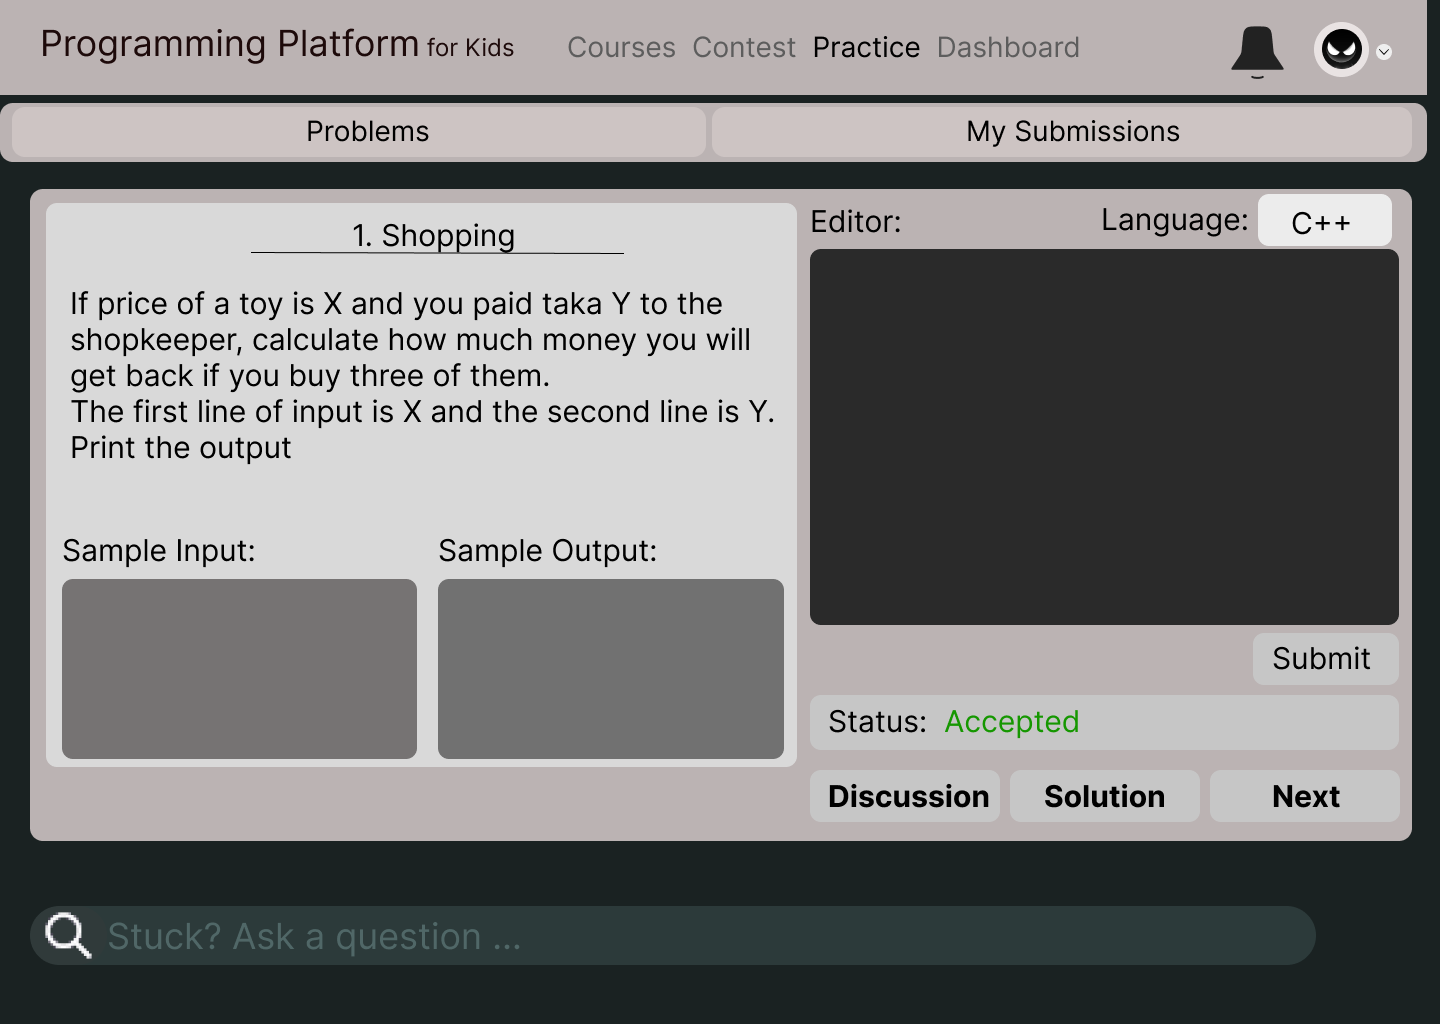 Programming Platform for Kids
Courses Contest Practice Dashboard
Problems
My Submissions
1. Shopping
If price of a toy is X and you paid taka Y to the
shopkeeper, calculate how much money you will
get back if you buy three of them.
The first line of input is X and the second line is Y.
Print the output
Sample Input:
Sample Output:
Editor:
Language: C++
Submit
Status: Accepted
Discussion
Solution
Next
Stuck? Ask a question ...